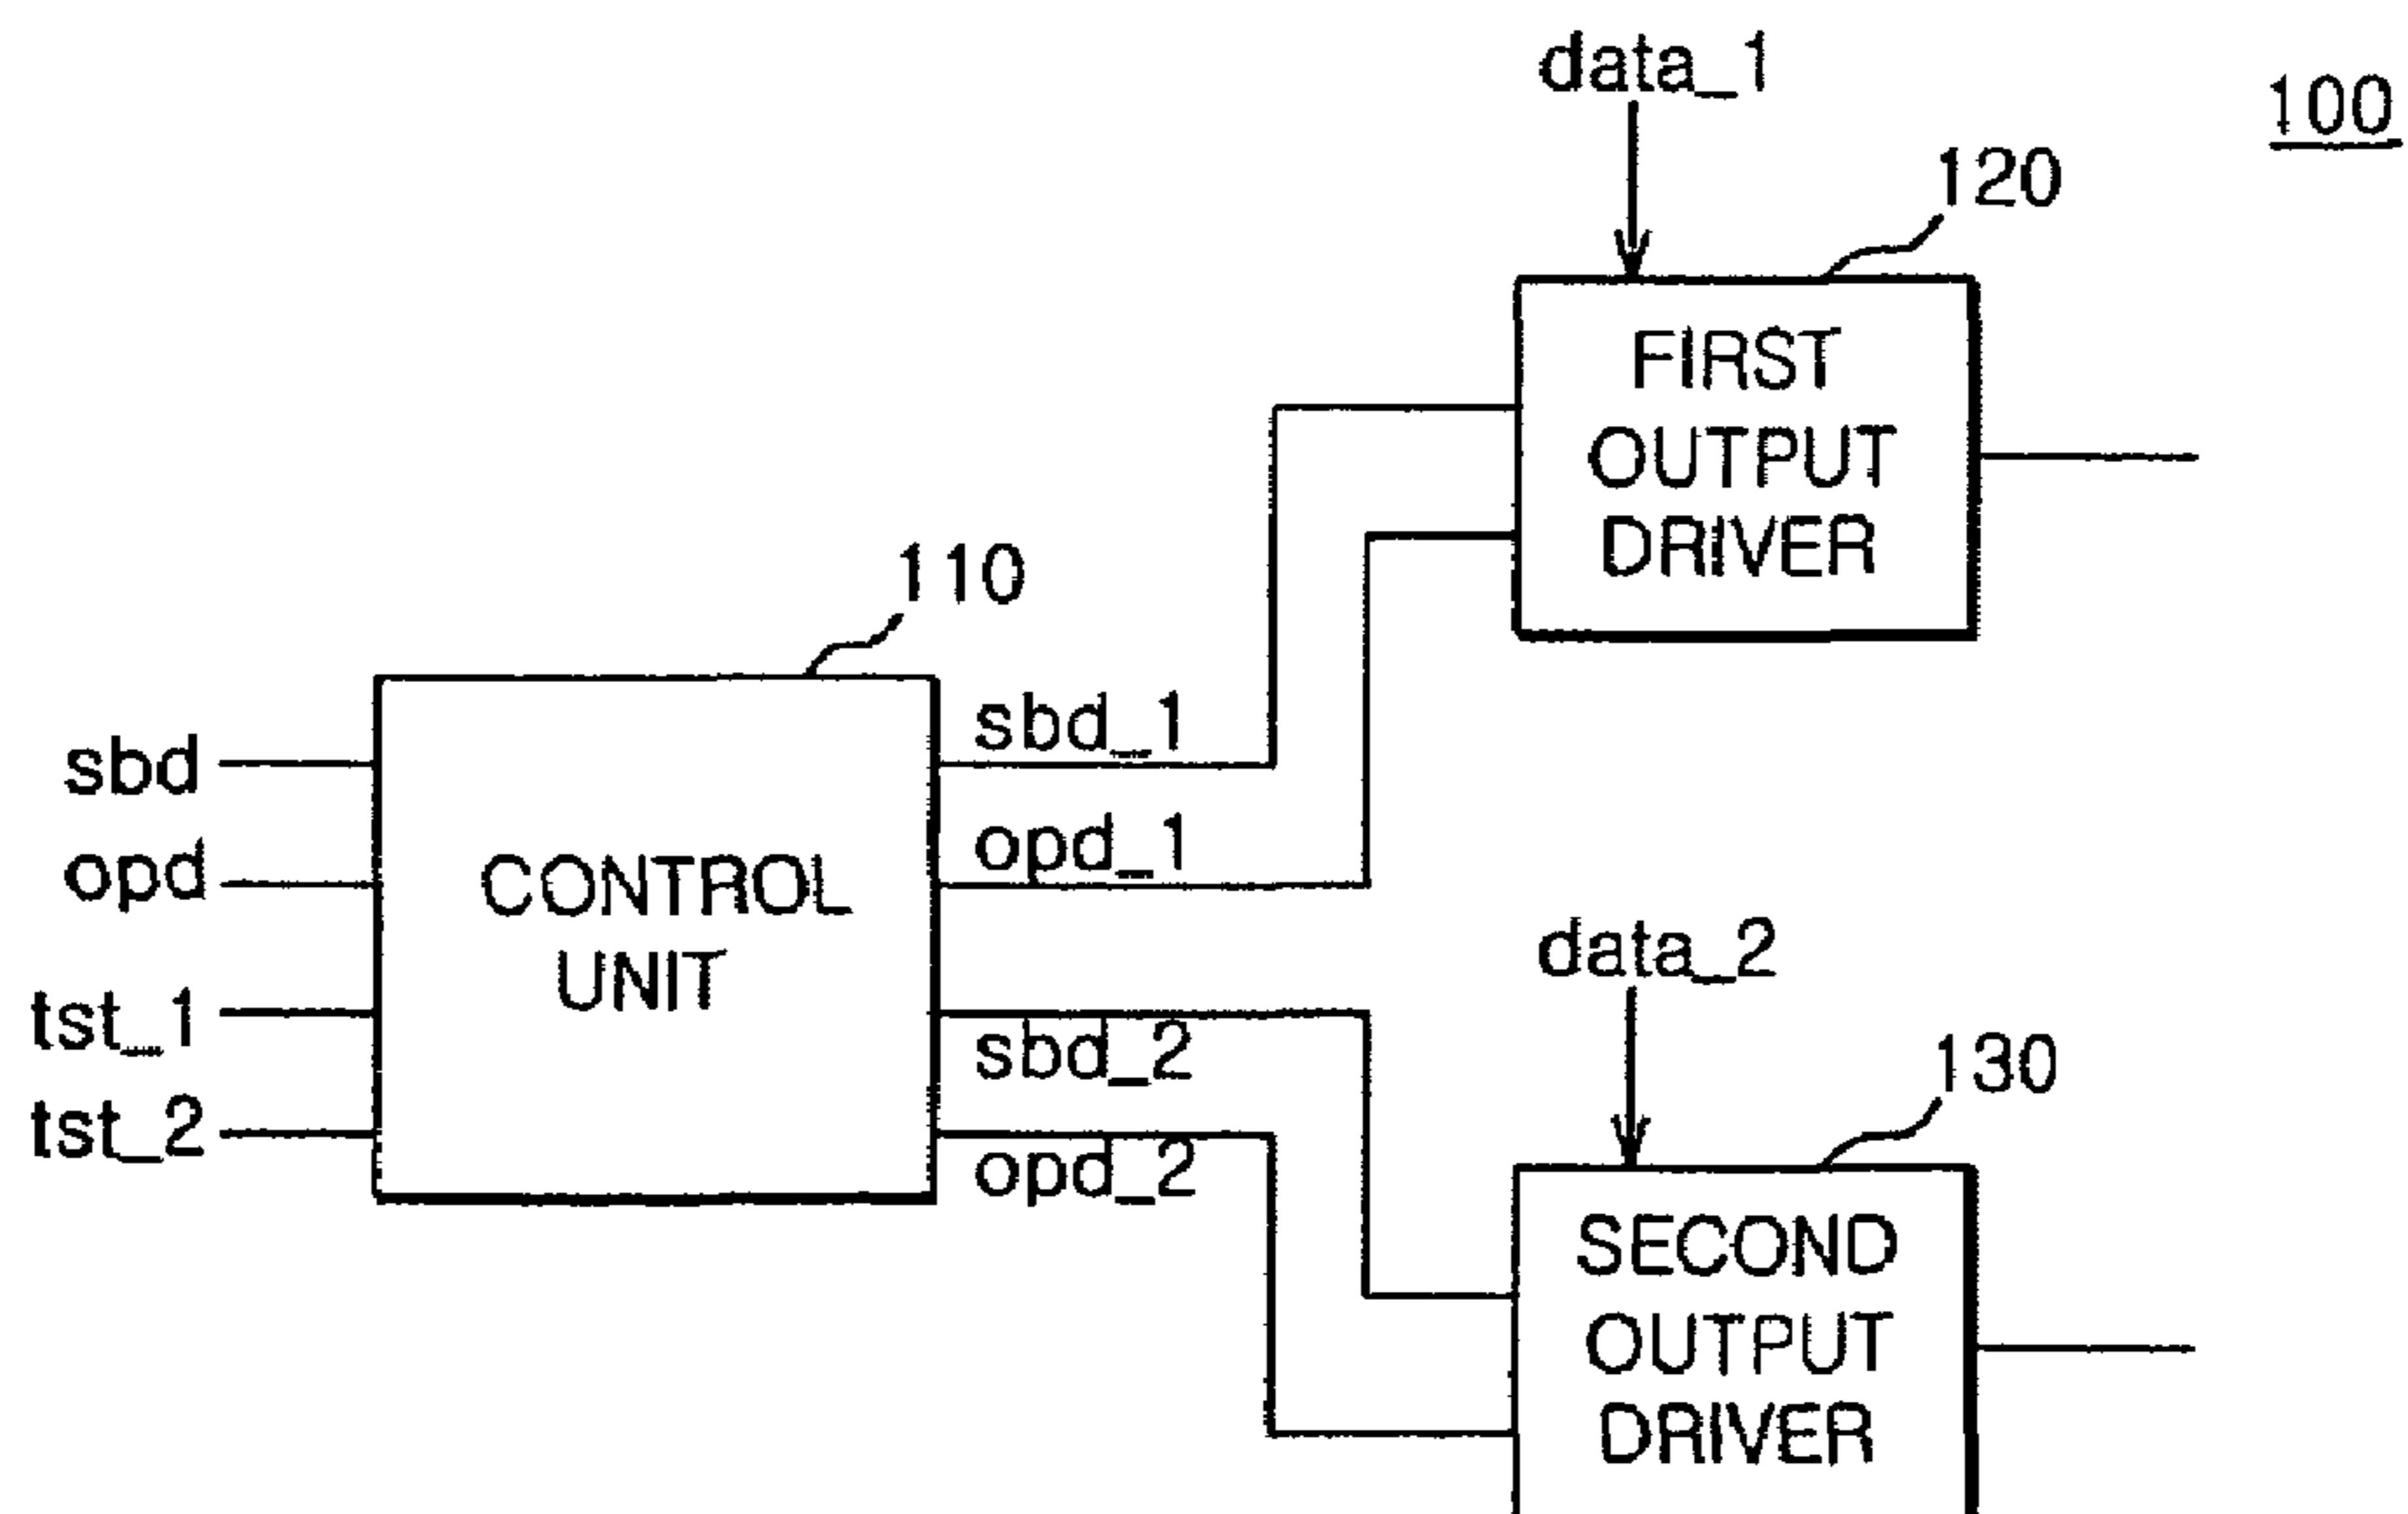 data_1
100
120
FIRST
OUTPUT
DRIVER
110
sbd
opd
tst_1
tst_2
CONTROL
UNIT
sbd_1
opd_1
sbd_2
opd_2
data_2
130
SECOND
OUTPUT
DRIVER